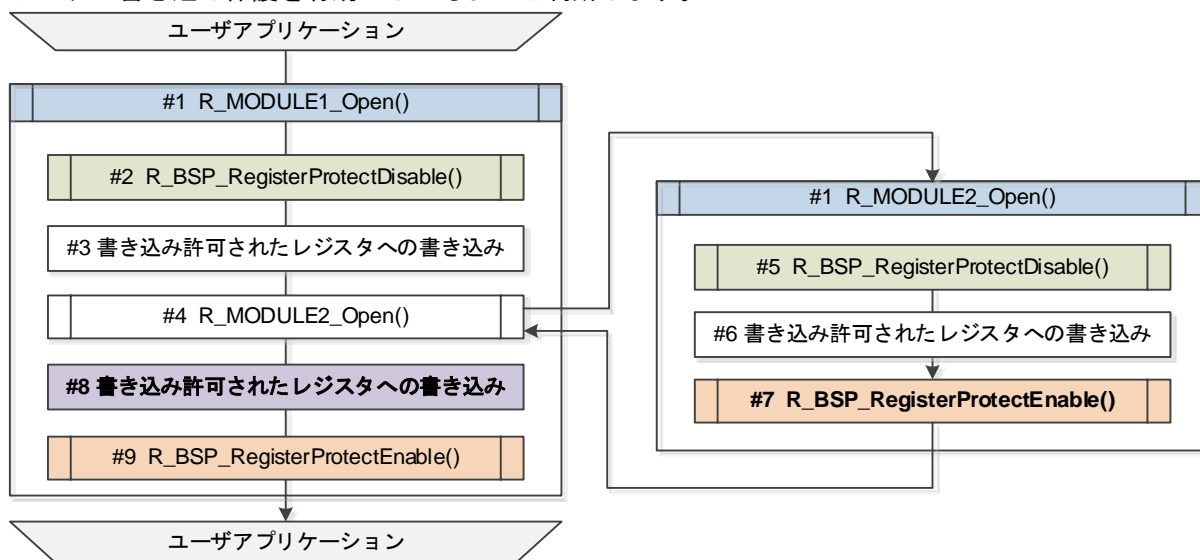 ユーザアプリケーション
#1 R_MODULE1_Open()
#2 R_BSP_RegisterProtectDisable()
#3 書き込み許可されたレジスタへの書き込み
#4 R_MODULE2_Open()
#8 書き込み許可されたレジスタへの書き込み
#9 R_BSP_RegisterProtectEnable()
ユーザアプリケーション
#1 R_MODULE2_Open()
#5 R_BSP_RegisterProtectDisable()
#6 書き込み許可されたレジスタへの書き込み
#7 R_BSP_RegisterProtectEnable()